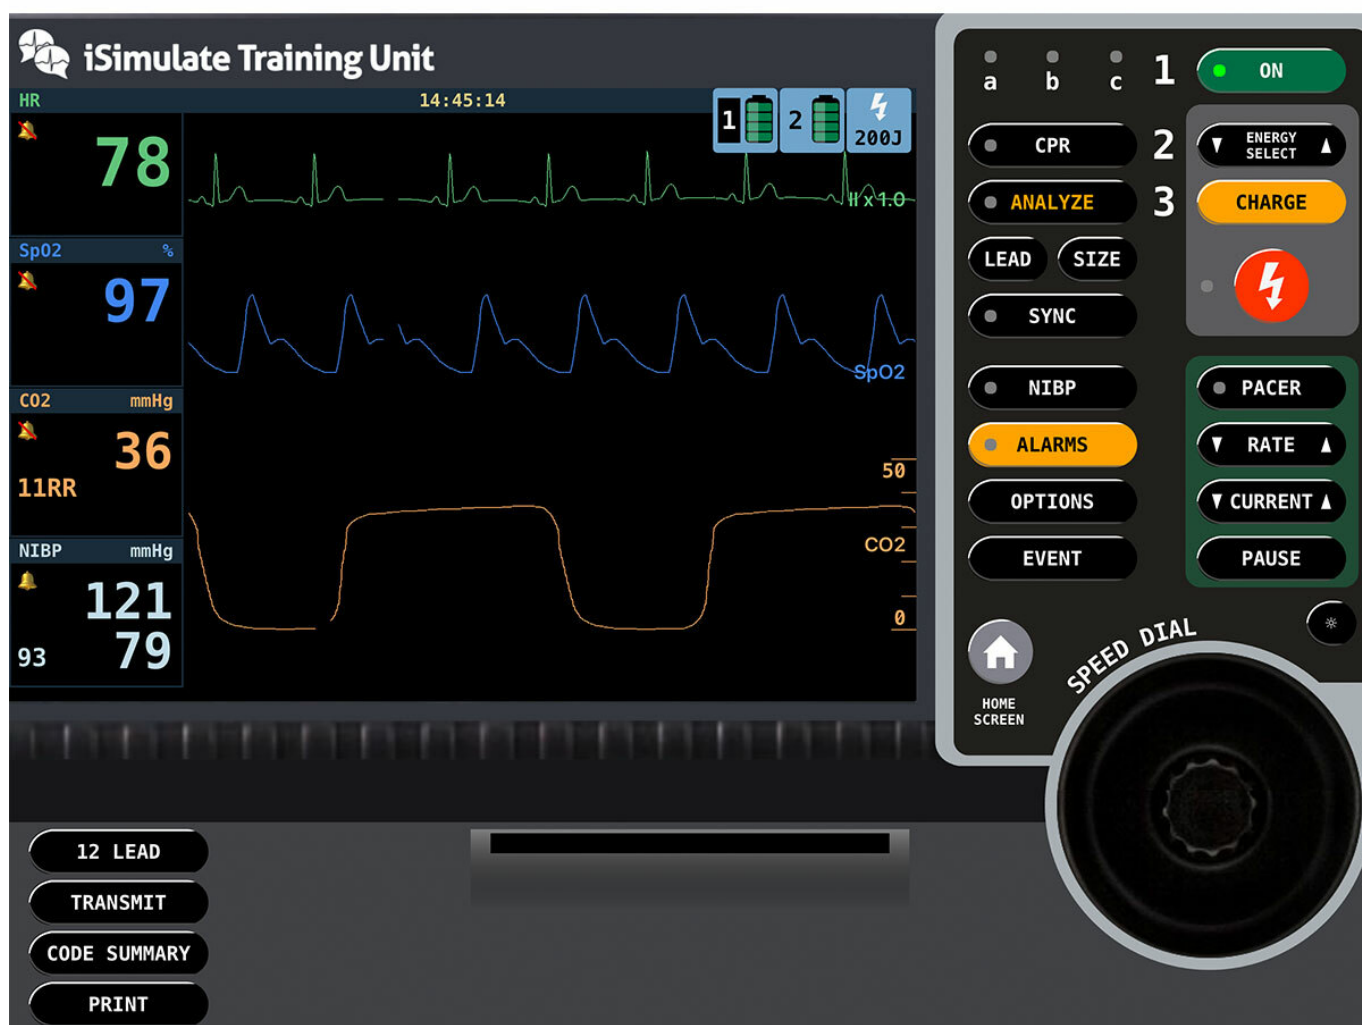 iSimulate Training Unit
HR
14:45:14
78
1
2
200J
II x 1.0
SpO2 %
97
SpO2
CO2 mmHg
36
11RR
50
CO2
0
NIBP mmHg
121
79
93
a b c
1 ON
CPR
2 ENERGY
SELECT
ANALYZE
3 CHARGE
LEAD SIZE
SYNC
NIBP
PACER
ALARMS
RATE
OPTIONS
CURRENT
EVENT
PAUSE
HOME
SCREEN
SPEED DIAL
12 LEAD
TRANSMIT
CODE SUMMARY
PRINT